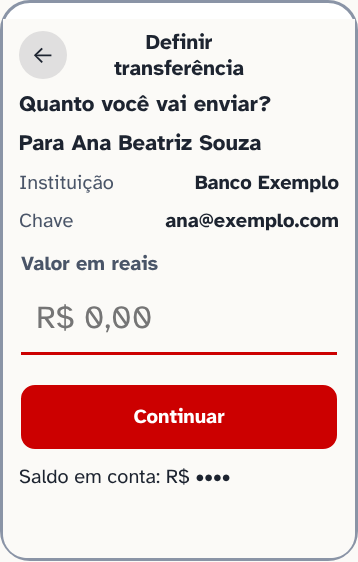 Definir
transferência
Quanto você vai enviar?
Para Ana Beatriz Souza
Instituição Banco Exemplo
Chave ana@exemplo.com
Valor em reais
R$ 0,00
Continuar
Saldo em conta: R$ ••••